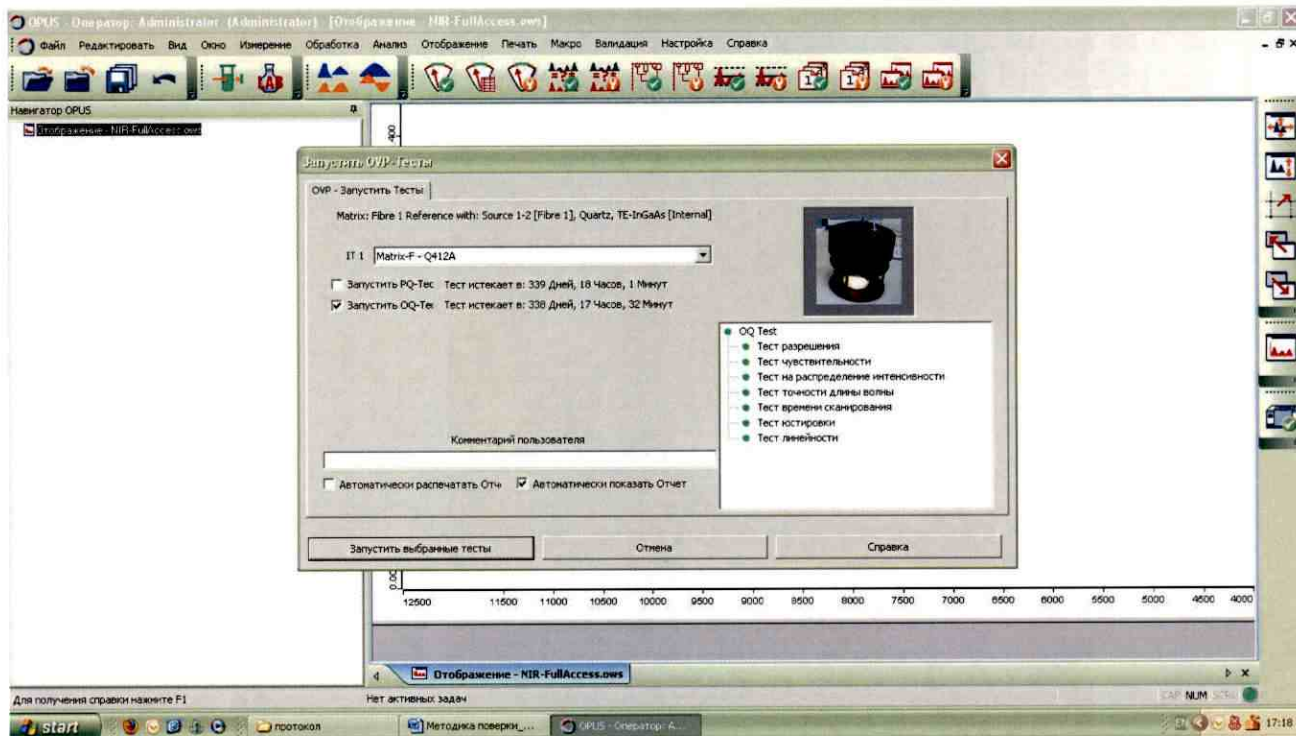 OPUS - Оператор: Administrator (Administrator) - [Отображение - NIR-FullAccess.ows]
Файл Редактировать Вид Окно Измерение Обработка Анализ Отображение Печать Макро Валидация Настройка Справка
Навигатор OPUS
Отображение - NIR-FullAccess.ows
400
Запустить OVP-Тесты
OVP - Запустить Тесты
Matrix: Fibre 1 Reference with: Source 1-2 [Fibre 1], Quartz, TE-InGaAs [Internal]
IT 1 Matrix-F - Q412A
Запустить PQ-Тес Тест истекает в: 339 Дней, 18 Часов, 1 Минут
Запустить OQ-Те Тест истекает в: 338 Дней, 17 Часов, 32 Минут
OQ Test
Тест разрешения
Тест чувствительности
Тест на распределение интенсивности
Тест точности длины волны
Тест времени сканирования
Тест юстировки
Тест линейности
Комментарий пользователя
Автоматически распечатать Отч Автоматически показать Отчет
Запустить выбранные тесты Отмена Справка
0.00
12500 11500 11000 10500 10000 9500 9000 8500 8000 7500 7000 6500 6000 5500 5000 4500 4000
Отображение - NIR-FullAccess.ows
Для получения справки нажмите F1 Нет активных задач CAP NUM SCRL
start протокол Методика поверки_... OPUS - Оператор: A... EN 17:18